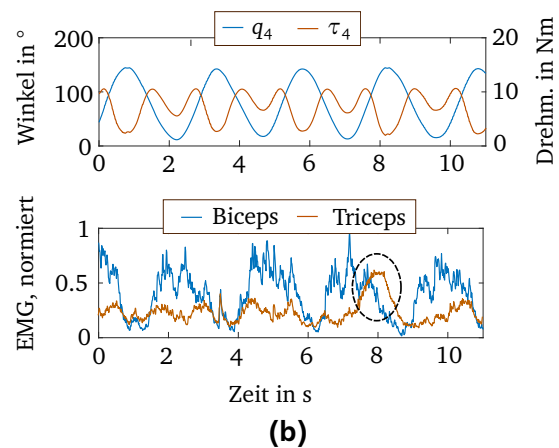 q₄ τ₄
Winkel in °
200
100
0
20
10
0
Drehm. in Nm
0 2 4 6 8 10
Biceps Triceps
EMG, normiert
1
0.5
0
0 2 4 6 8 10
Zeit in s
(b)